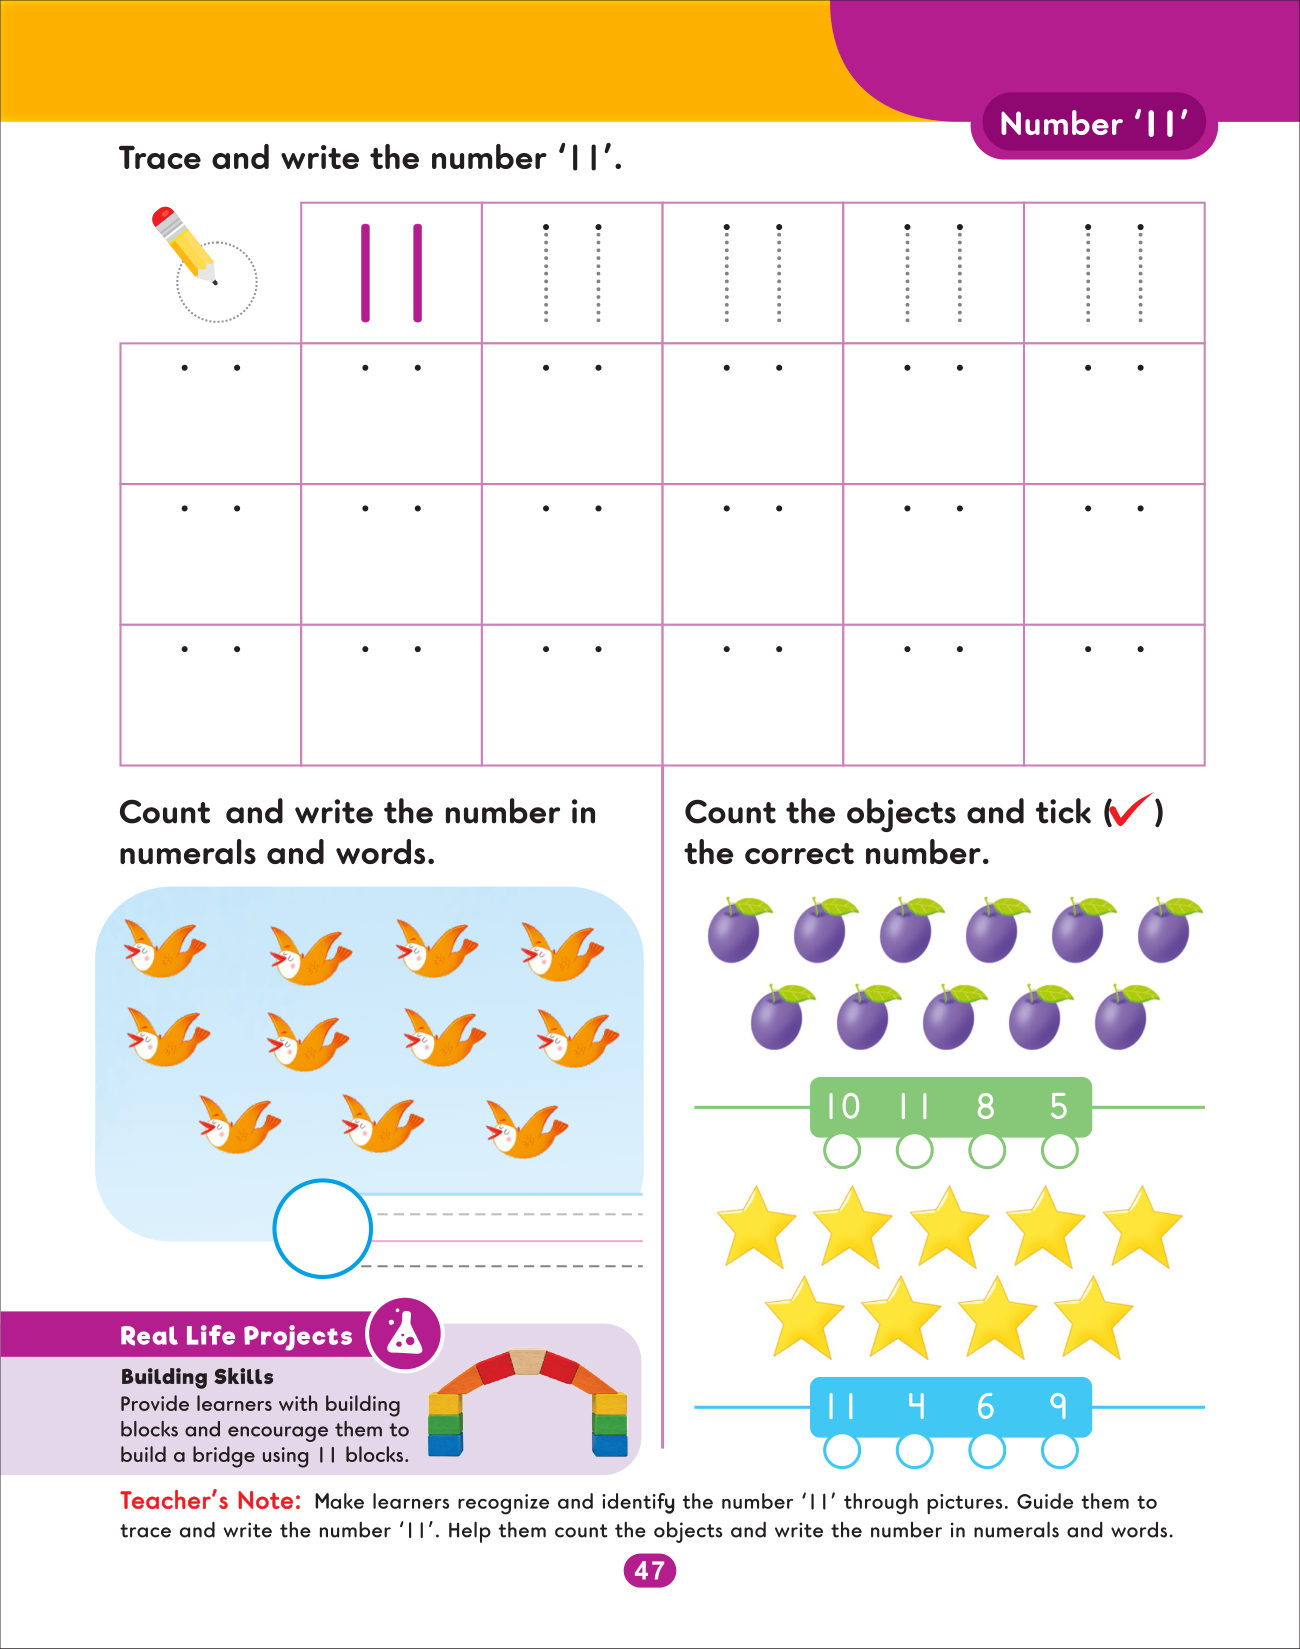 Number ‘11’
Trace and write the number ‘11’.
11
Count and write the number in
numerals and words.
Count the objects and tick ( )
the correct number.
10 11 8 5
11 4 6 9
Real Life Projects
Building Skills
Provide learners with building
blocks and encourage them to
build a bridge using 11 blocks.
Teacher’s Note: Make learners recognize and identify the number ‘11’ through pictures. Guide them to
trace and write the number ‘11’. Help them count the objects and write the number in numerals and words.
47